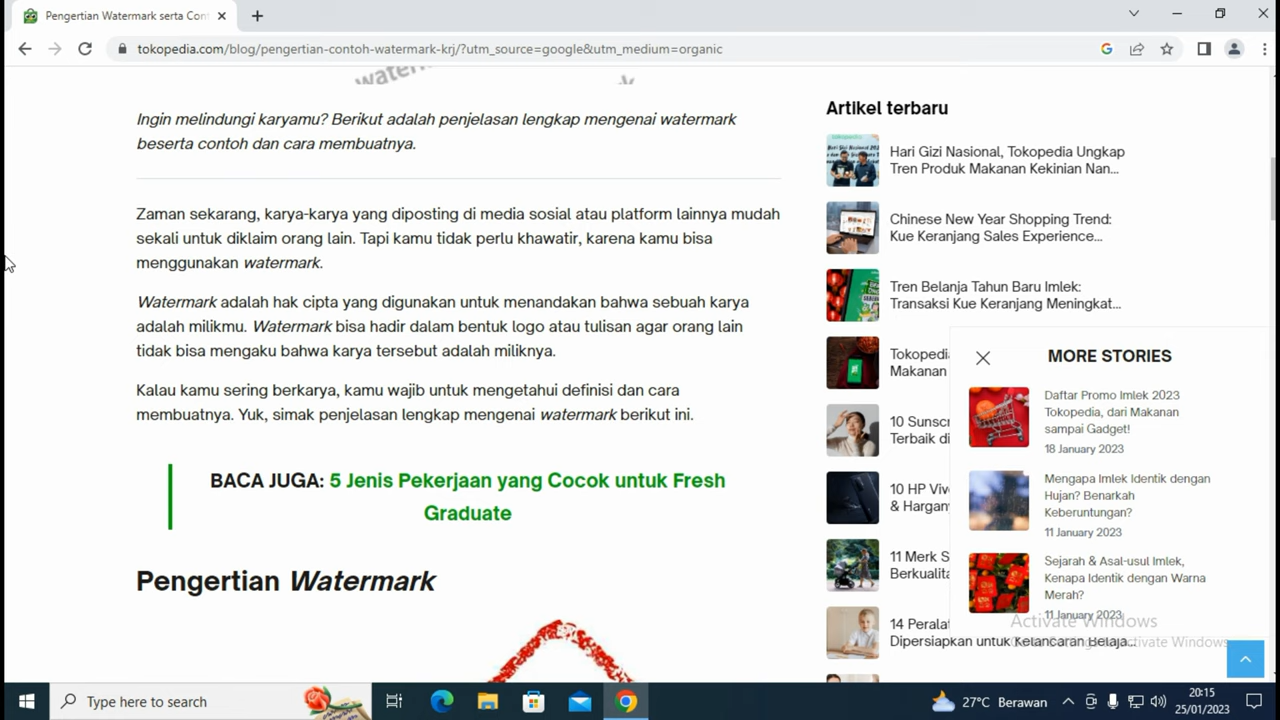 Pengertian Watermark serta Con
tokopedia.com/blog/pengertian-contoh-watermark-krj/?utm_source=google&utm_medium=organic
Ingin melindungi karyamu? Berikut adalah penjelasan lengkap mengenai watermark
beserta contoh dan cara membuatnya.
Zaman sekarang, karya-karya yang diposting di media sosial atau platform lainnya mudah
sekali untuk diklaim orang lain. Tapi kamu tidak perlu khawatir, karena kamu bisa
menggunakan watermark.
Watermark adalah hak cipta yang digunakan untuk menandakan bahwa sebuah karya
adalah milikmu. Watermark bisa hadir dalam bentuk logo atau tulisan agar orang lain
tidak bisa mengaku bahwa karya tersebut adalah miliknya.
Kalau kamu sering berkarya, kamu wajib untuk mengetahui definisi dan cara
membuatnya. Yuk, simak penjelasan lengkap mengenai watermark berikut ini.
BACA JUGA: 5 Jenis Pekerjaan yang Cocok untuk Fresh
Graduate
Pengertian Watermark
Artikel terbaru
Hari Gizi Nasional, Tokopedia Ungkap
Tren Produk Makanan Kekinian Nan...
Chinese New Year Shopping Trend:
Kue Keranjang Sales Experience...
Tren Belanja Tahun Baru Imlek:
Transaksi Kue Keranjang Meningkat...
Tokopedi
Makanan
10 Sunscr
Terbaik di
10 HP Viv
& Hargan
11 Merk S
Berkualita
14 Peralat
Dipersiapkan untuk Kelancaran Belaja...
MORE STORIES
Daftar Promo Imlek 2023
Tokopedia, dari Makanan
sampai Gadget!
18 January 2023
Mengapa Imlek Identik dengan
Hujan? Benarkah
Keberuntungan?
11 January 2023
Sejarah & Asal-usul Imlek,
Kenapa Identik dengan Warna
Merah?
11 January 2023
Activate Windows
Type here to search
27°C Berawan
20:15
25/01/2023